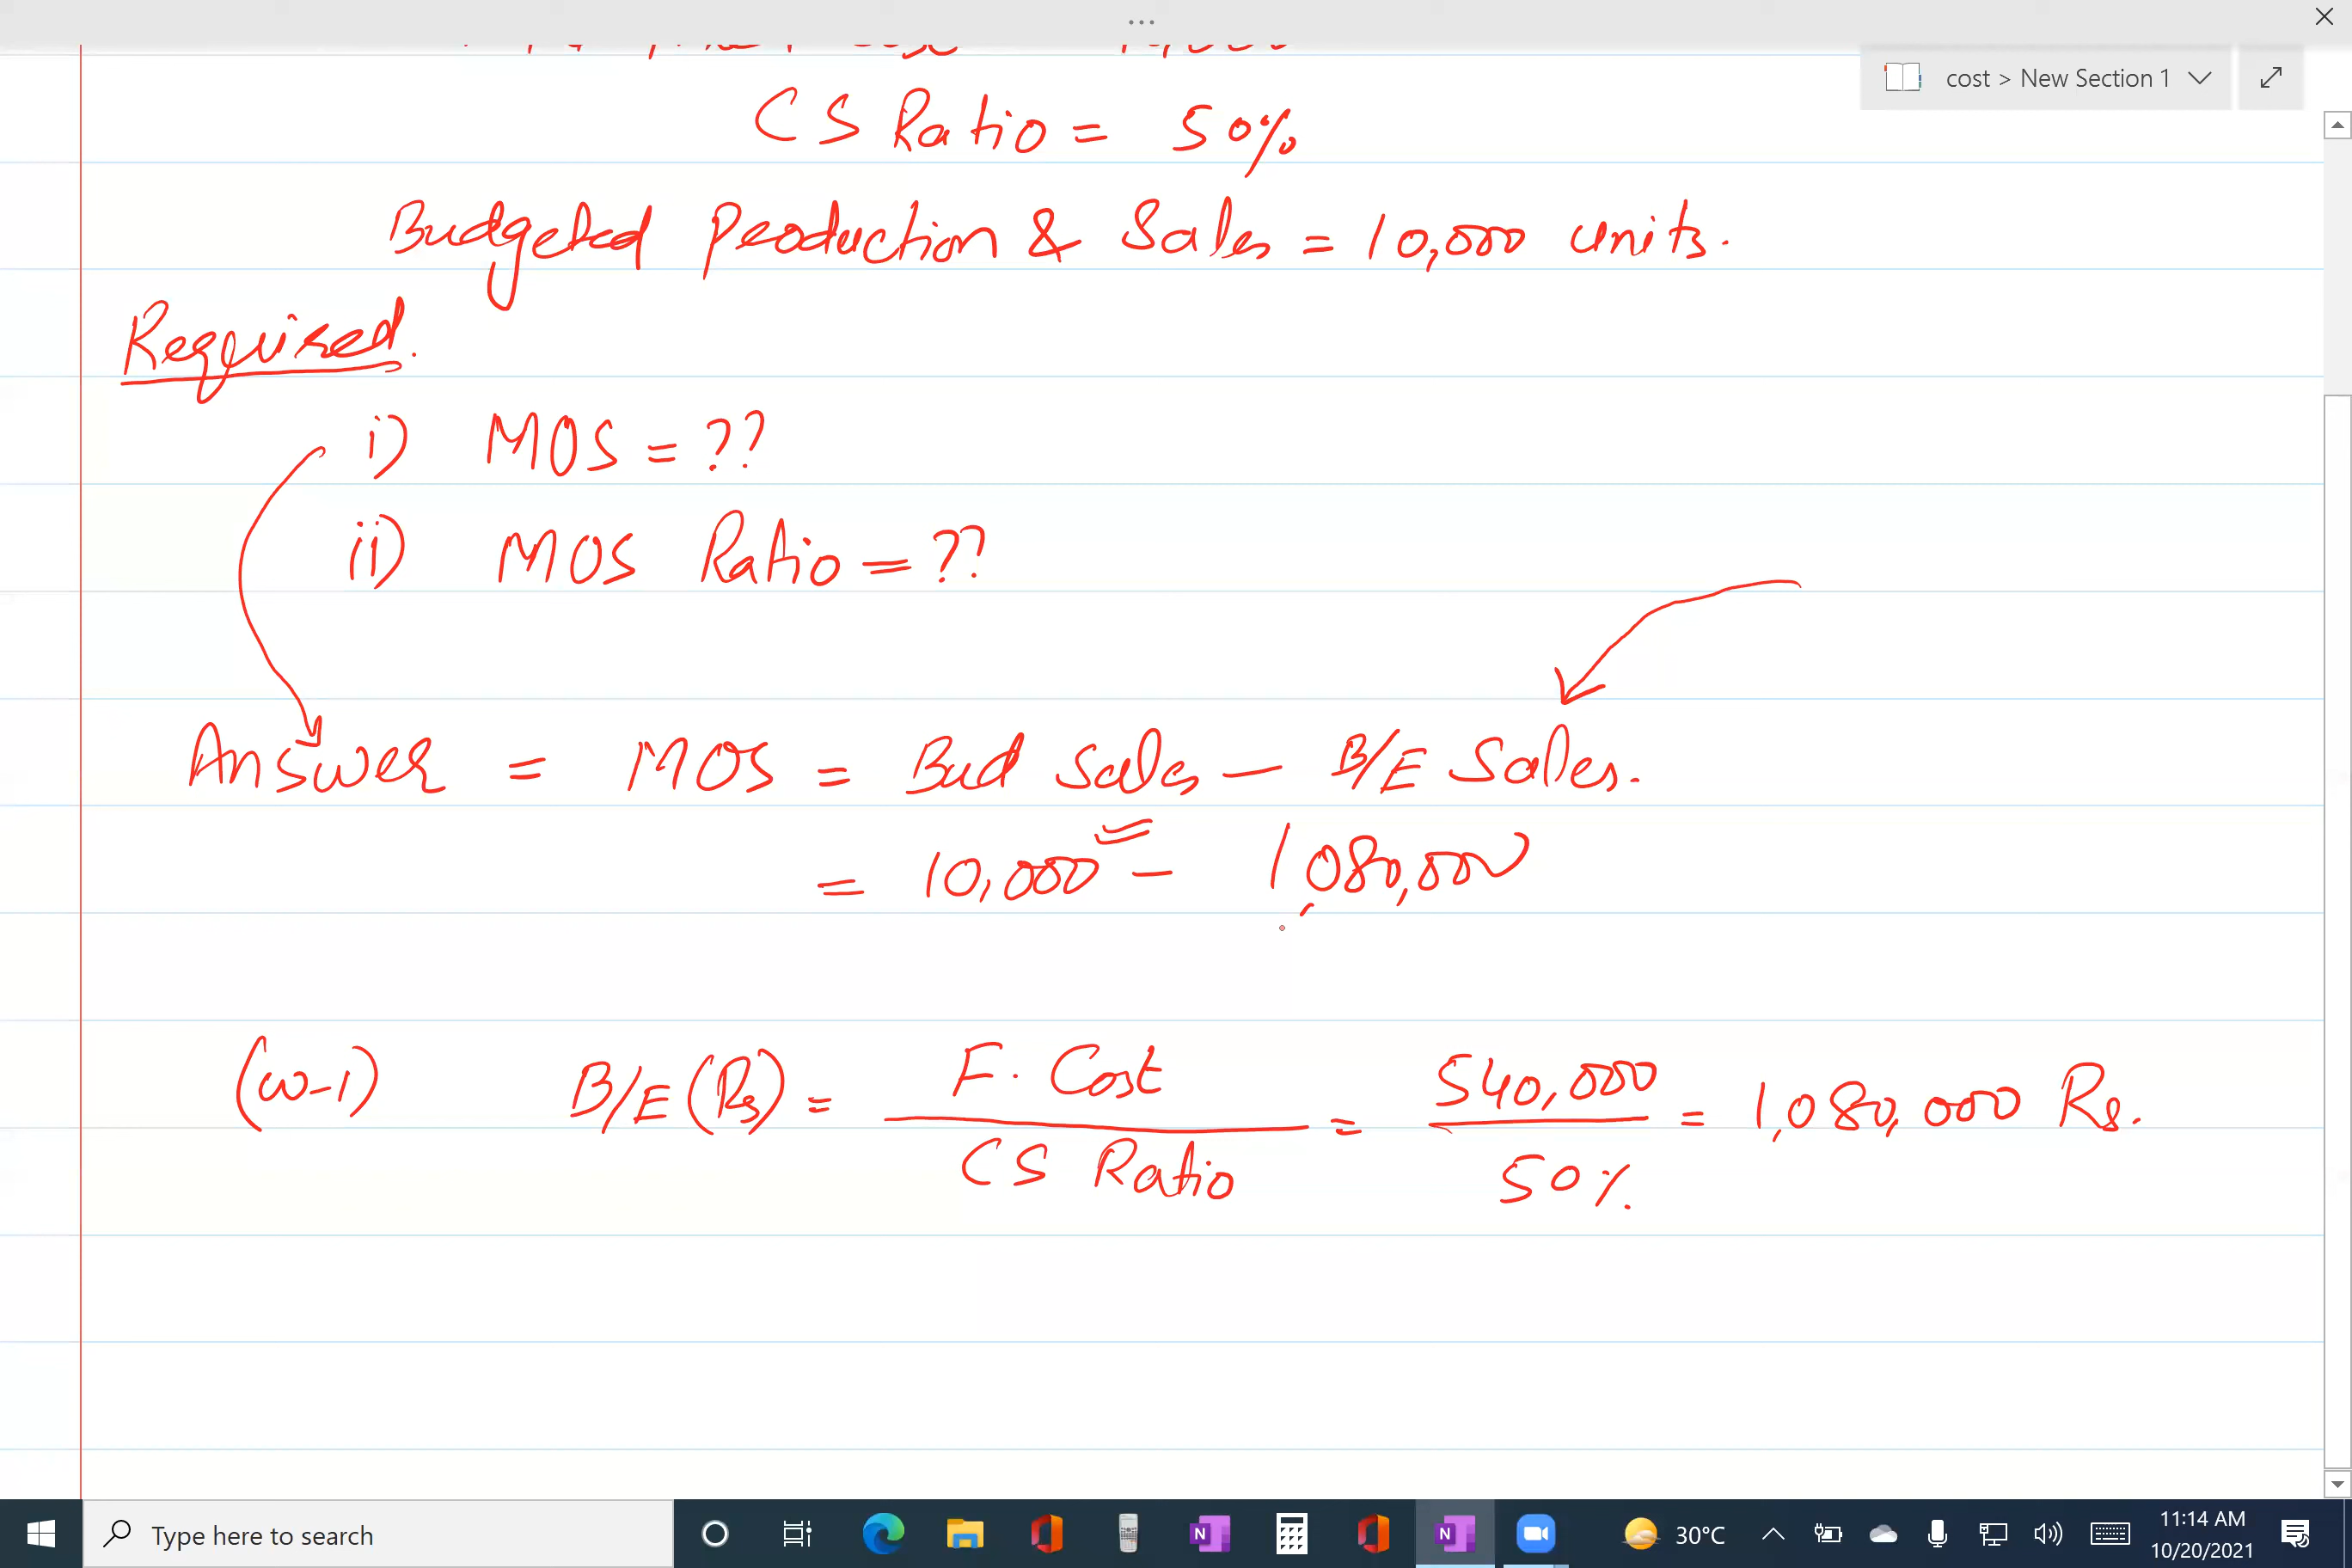 cost > New Section 1
CS Ratio = 50%
Budgeted Production & Sales = 10,000 units.
Required.
i) MOS = ??
ii) MOS Ratio = ??
Answer = MOS = Bud Sales — B/E Sales.
= 10,000 — 1,080,000
(w-1) B/E (Rs) = F. Cost / CS Ratio = 540,000 / 50% = 1,080,000 Rs.
Type here to search
30°C
11:14 AM
10/20/2021